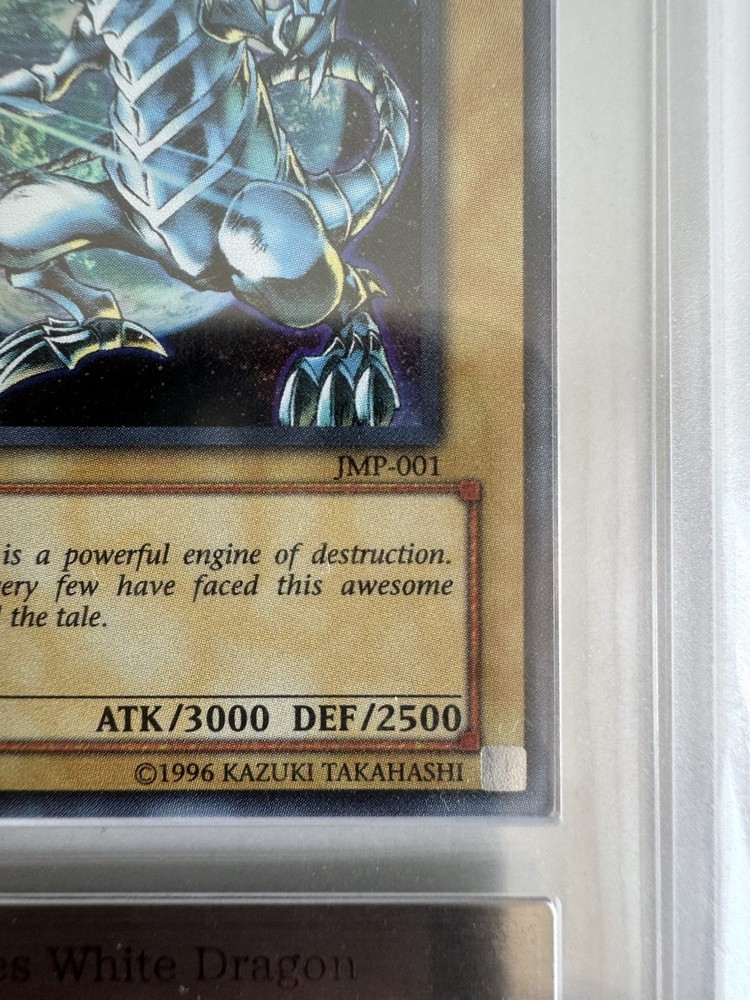 JMP-001
is a powerful engine of destruction.
ery few have faced this awesome
the tale.
ATK/3000 DEF/2500
©1996 KAZUKI TAKAHASHI
es White Dragon